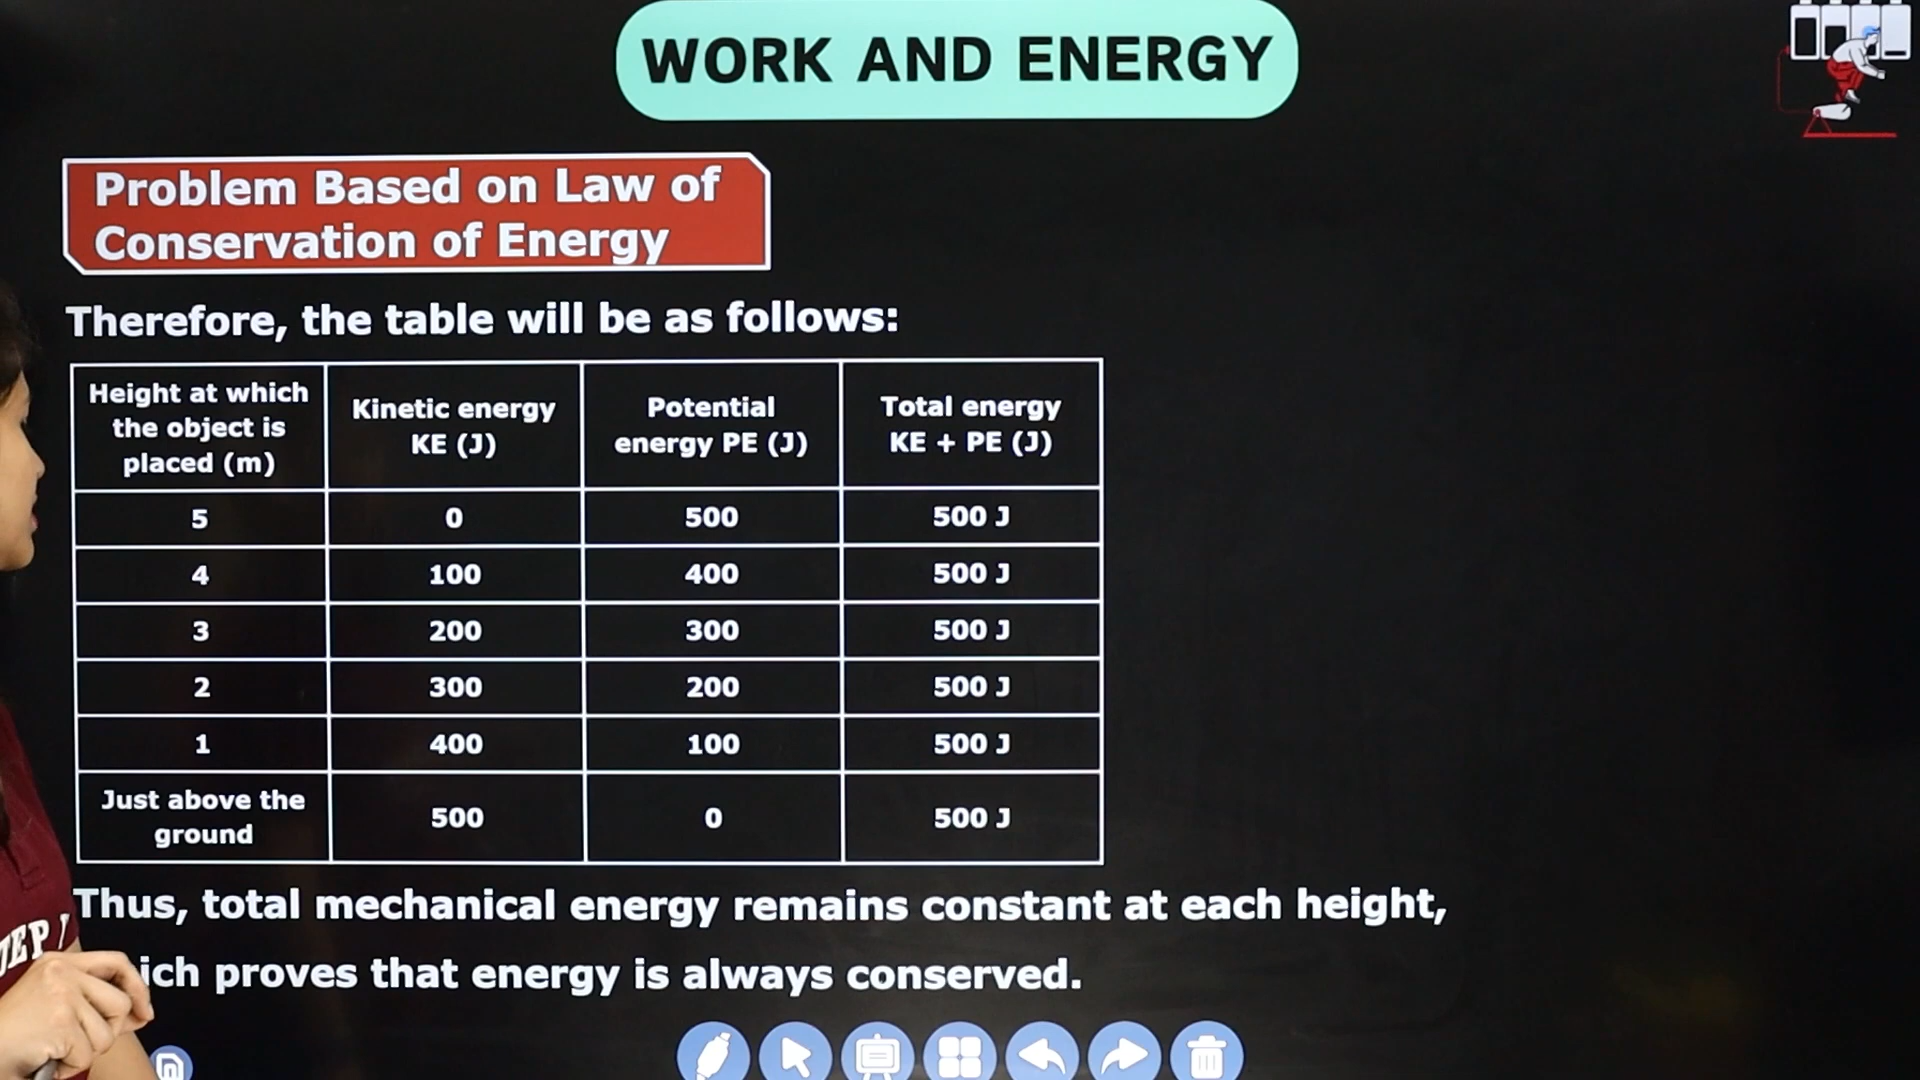 WORK AND ENERGY
Problem Based on Law of
Conservation of Energy
Therefore, the table will be as follows:
Height at which
the object is
placed (m)
Kinetic energy
KE (J)
Potential
energy PE (J)
Total energy
KE + PE (J)
5 0 500 500 J
4 100 400 500 J
3 200 300 500 J
2 300 200 500 J
1 400 100 500 J
Just above the
ground
500 0 500 J
Thus, total mechanical energy remains constant at each height,
ich proves that energy is always conserved.